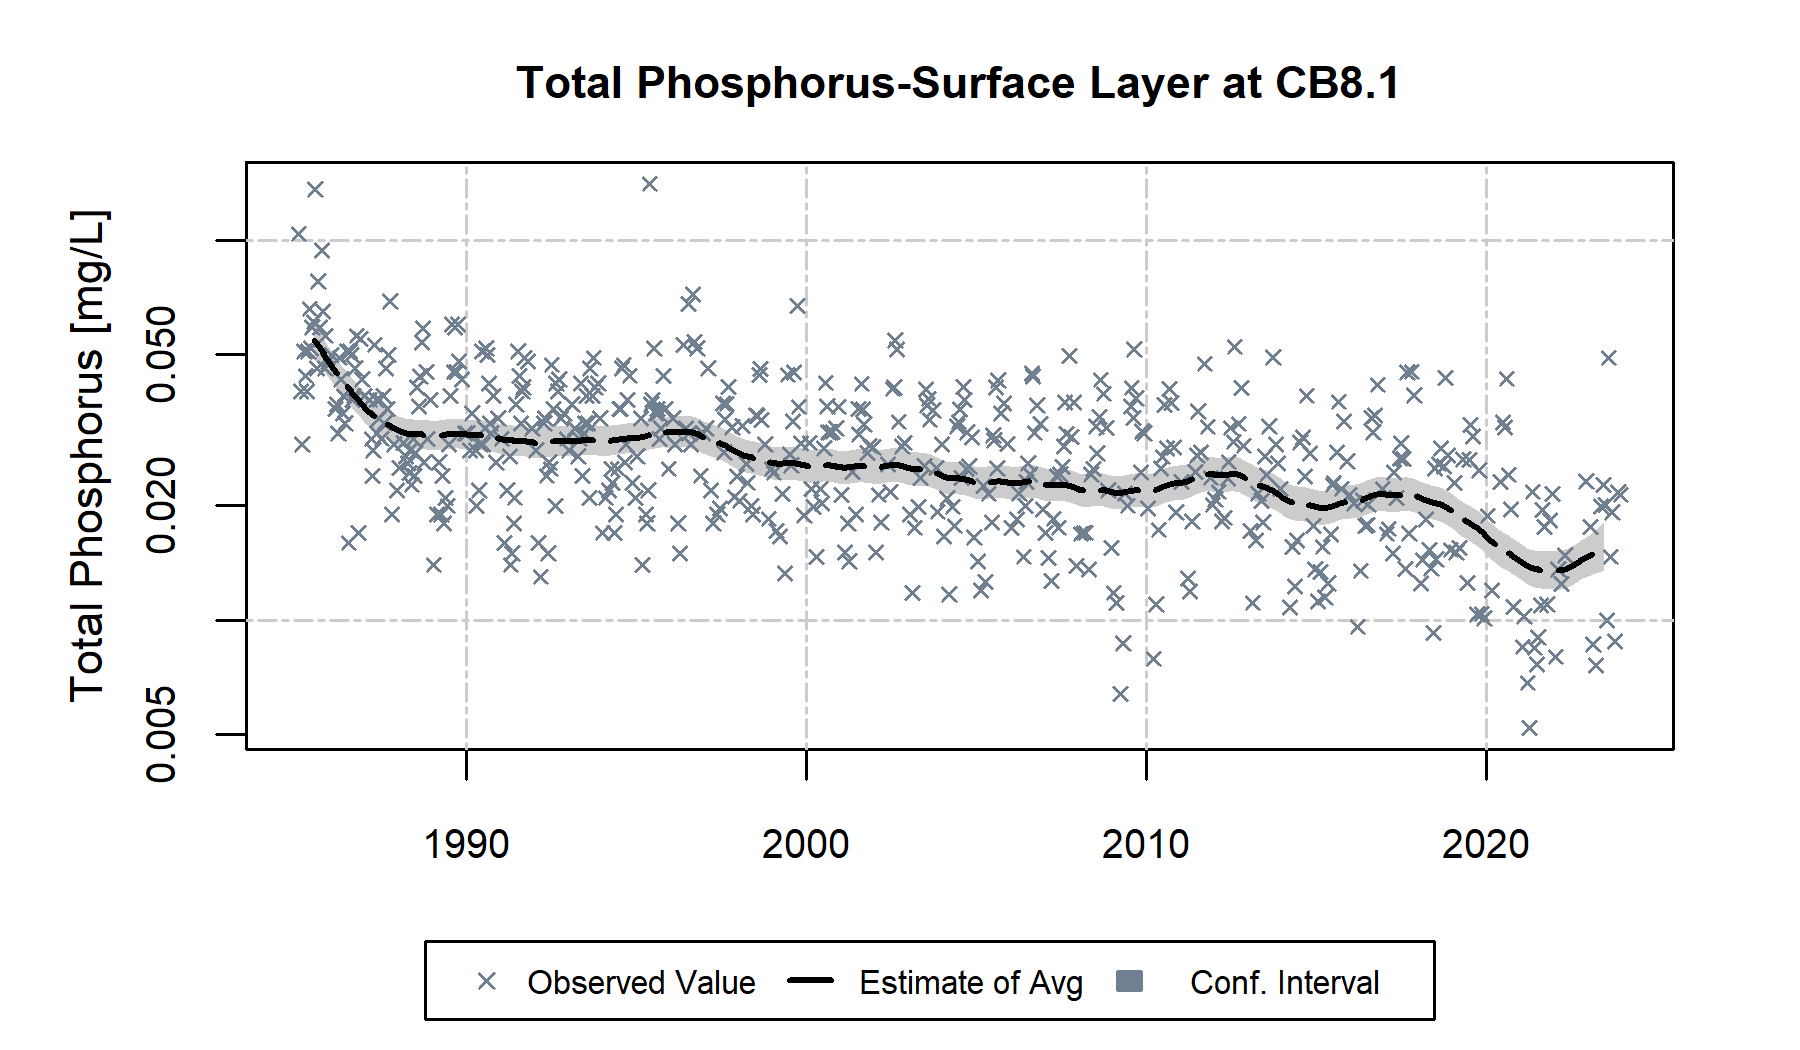 Total Phosphorus-Surface Layer at CB8.1
Total Phosphorus [mg/L]
0.050
0.020
0.005
1990 2000 2010 2020
Observed Value Estimate of Avg Conf. Interval